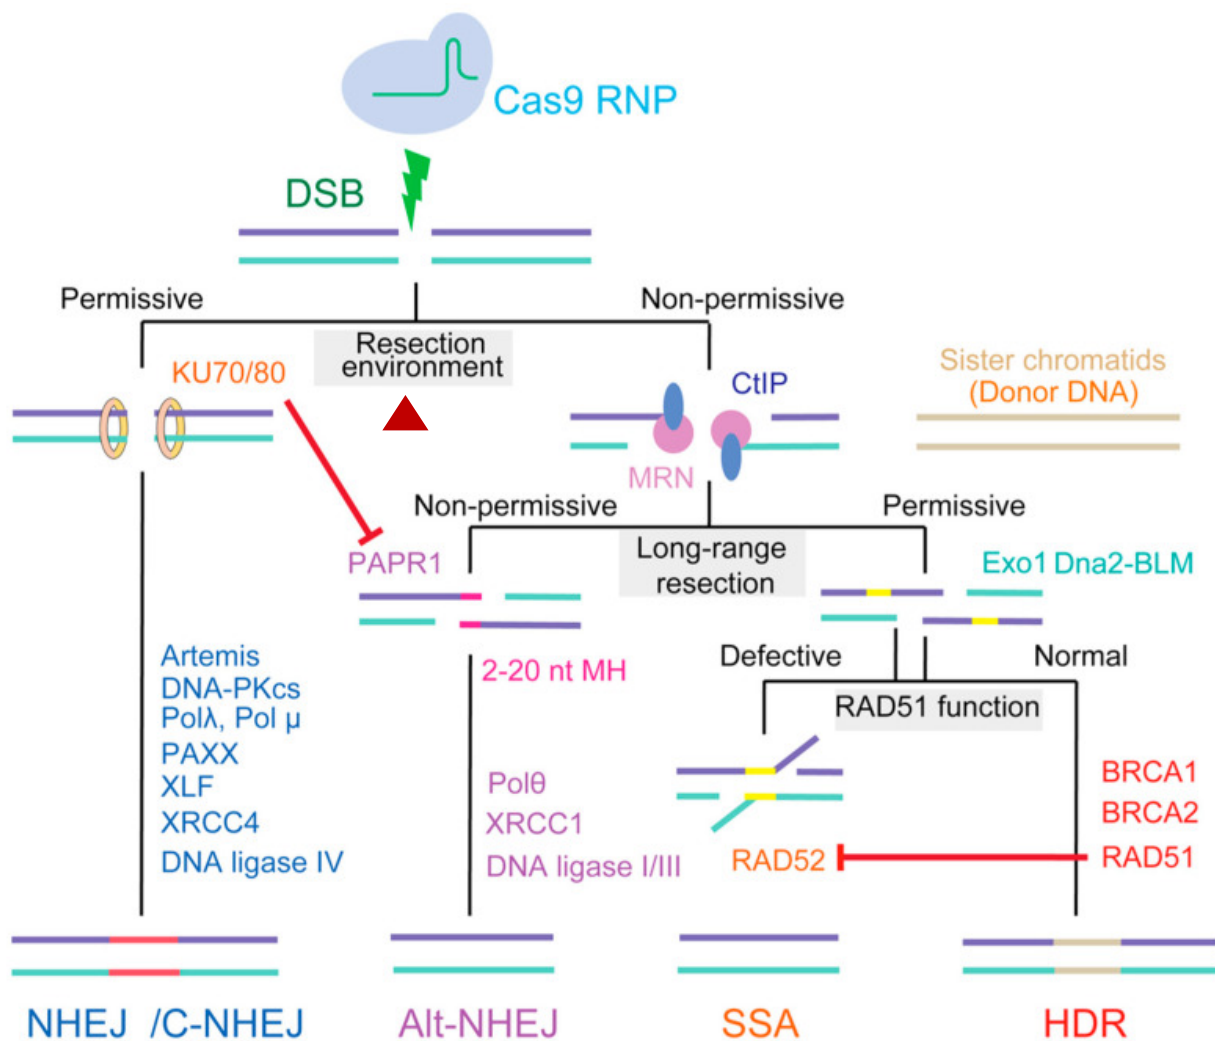 Cas9 RNP
DSB
Permissive
Non-permissive
Resection
environment
KU70/80
CtIP
Sister chromatids
(Donor DNA)
MRN
Non-permissive
Permissive
PAPR1
Long-range
resection
Exo1 Dna2-BLM
2-20 nt MH
Defective
Normal
RAD51 function
Artemis
DNA-PKcs
Polλ, Pol μ
PAXX
XLF
XRCC4
DNA ligase IV
Polθ
XRCC1
DNA ligase I/III
RAD52
BRCA1
BRCA2
RAD51
NHEJ /C-NHEJ
Alt-NHEJ
SSA
HDR